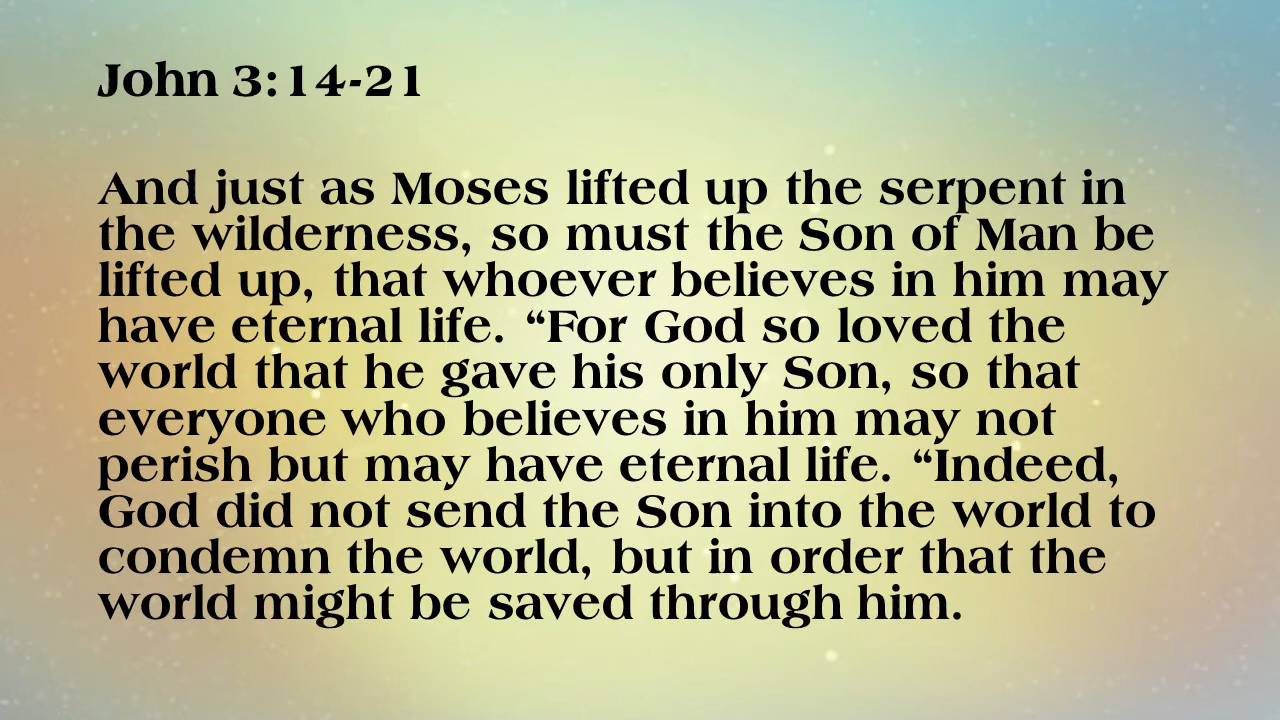 John 3:14-21
And just as Moses lifted up the serpent in
the wilderness, so must the Son of Man be
lifted up, that whoever believes in him may
have eternal life. “For God so loved the
world that he gave his only Son, so that
everyone who believes in him may not
perish but may have eternal life. “Indeed,
God did not send the Son into the world to
condemn the world, but in order that the
world might be saved through him.